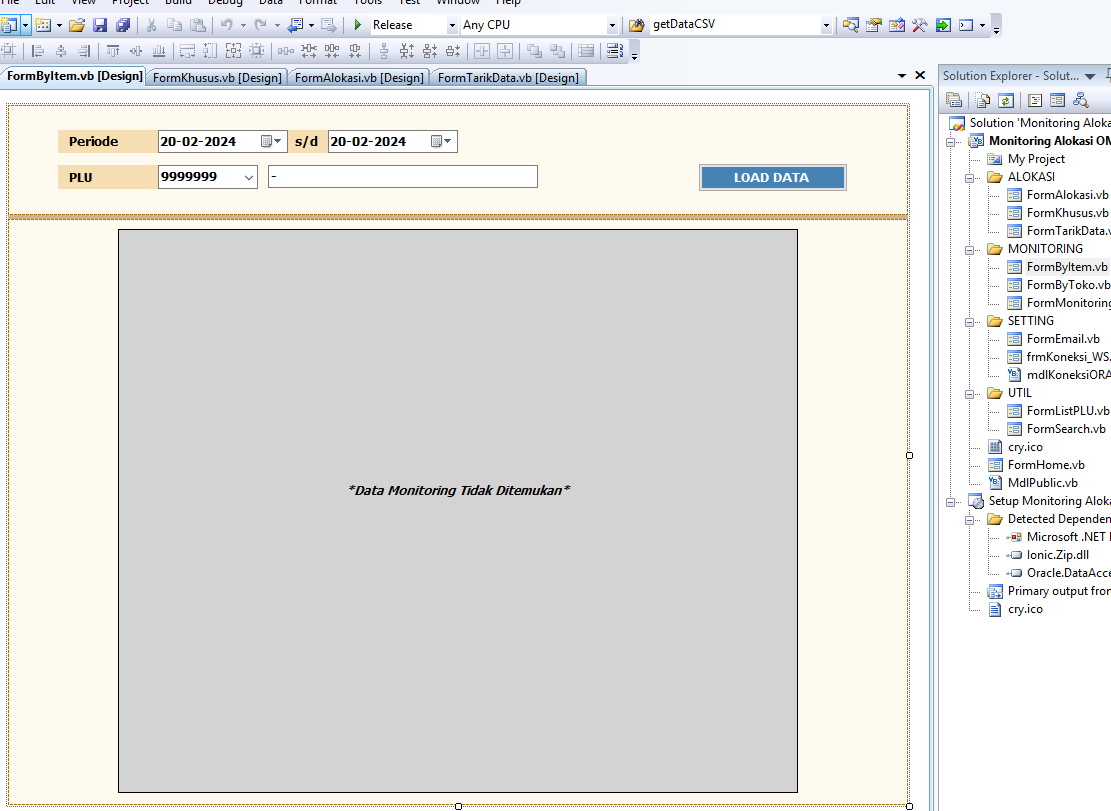 File Edit View Project Build Debug Data Format Tools Test Window Help
Release Any CPU getDataCSV
FormByItem.vb [Design] FormKhusus.vb [Design] FormAlokasi.vb [Design] FormTarikData.vb [Design]
Periode 20-02-2024 s/d 20-02-2024
PLU 9999999 - LOAD DATA
*Data Monitoring Tidak Ditemukan*
Solution Explorer - Solut...
Solution 'Monitoring Aloka
Monitoring Alokasi OM
My Project
ALOKASI
FormAlokasi.vb
FormKhusus.vb
FormTarikData.v
MONITORING
FormByItem.vb
FormByToko.vb
FormMonitoring
SETTING
FormEmail.vb
frmKoneksi_WS.
mdlKoneksiORA
UTIL
FormListPLU.vb
FormSearch.vb
cry.ico
FormHome.vb
MdlPublic.vb
Setup Monitoring Aloka
Detected Dependen
Microsoft .NET
Ionic.Zip.dll
Oracle.DataAcce
Primary output fror
cry.ico